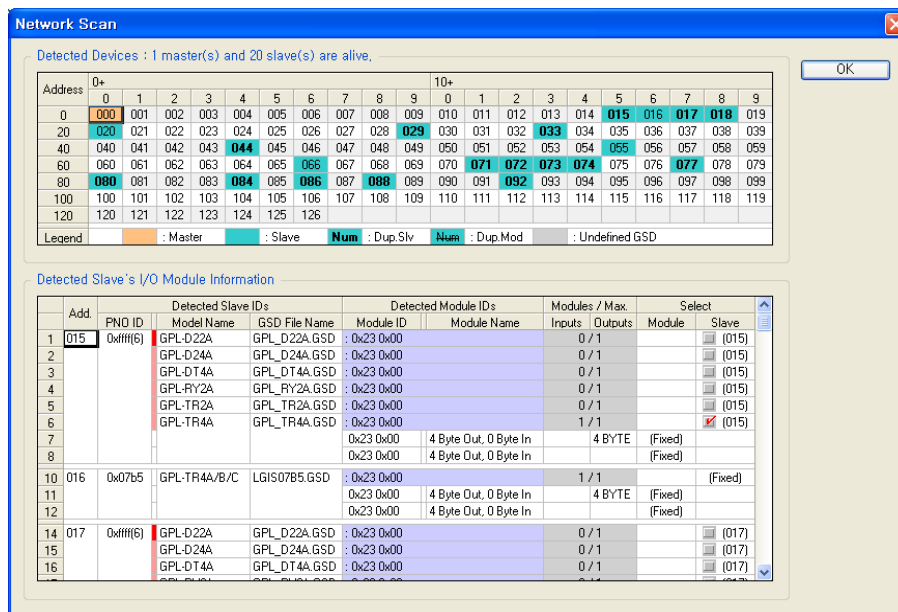 Network Scan
Detected Devices : 1 master(s) and 20 slave(s) are alive,
OK
Address 0+ 10+
0 1 2 3 4 5 6 7 8 9 0 1 2 3 4 5 6 7 8 9
0 000 001 002 003 004 005 006 007 008 009 010 011 012 013 014 015 016 017 018 019
20 020 021 022 023 024 025 026 027 028 029 030 031 032 033 034 035 036 037 038 039
40 040 041 042 043 044 045 046 047 048 049 050 051 052 053 054 055 056 057 058 059
60 060 061 062 063 064 065 066 067 068 069 070 071 072 073 074 075 076 077 078 079
80 080 081 082 083 084 085 086 087 088 089 090 091 092 093 094 095 096 097 098 099
100 100 101 102 103 104 105 106 107 108 109 110 111 112 113 114 115 116 117 118 119
120 120 121 122 123 124 125 126
Legend : Master : Slave Num : Dup.Slv Num : Dup.Mod : Undefined GSD
Detected Slave's I/O Module Information
Add. Detected Slave IDs Detected Module IDs Modules / Max. Select
PNO ID Model Name GSD File Name Module ID Module Name Inputs Outputs Module Slave
1 015 0xffff(6) GPL-D22A GPL_D22A.GSD : 0x23 0x00 0 / 1 (015)
2 GPL-D24A GPL_D24A.GSD : 0x23 0x00 0 / 1 (015)
3 GPL-DT4A GPL_DT4A.GSD : 0x23 0x00 0 / 1 (015)
4 GPL-RY2A GPL_RY2A.GSD : 0x23 0x00 0 / 1 (015)
5 GPL-TR2A GPL_TR2A.GSD : 0x23 0x00 0 / 1 (015)
6 GPL-TR4A GPL_TR4A.GSD : 0x23 0x00 1 / 1 (015)
7 0x23 0x00 4 Byte Out, 0 Byte In 4 BYTE (Fixed)
8 0x23 0x00 4 Byte Out, 0 Byte In (Fixed)
10 016 0x07b5 GPL-TR4A/B/C LGIS07B5.GSD : 0x23 0x00 1 / 1 (Fixed)
11 0x23 0x00 4 Byte Out, 0 Byte In 4 BYTE (Fixed)
12 0x23 0x00 4 Byte Out, 0 Byte In (Fixed)
14 017 0xffff(6) GPL-D22A GPL_D22A.GSD : 0x23 0x00 0 / 1 (017)
15 GPL-D24A GPL_D24A.GSD : 0x23 0x00 0 / 1 (017)
16 GPL-DT4A GPL_DT4A.GSD : 0x23 0x00 0 / 1 (017)